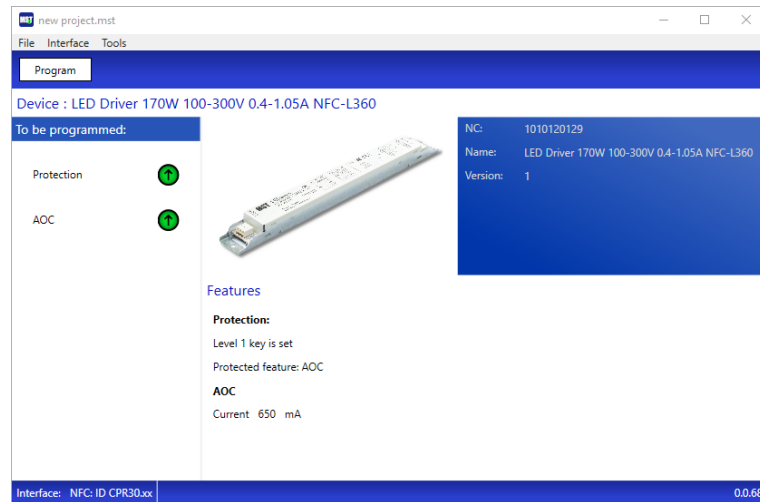 MST new project.mst
File Interface Tools
Program
Device : LED Driver 170W 100-300V 0.4-1.05A NFC-L360
To be programmed:
Protection
AOC
NC: 1010120129
Name: LED Driver 170W 100-300V 0.4-1.05A NFC-L360
Version: 1
MST
Features
Protection:
Level 1 key is set
Protected feature: AOC
AOC
Current 650 mA
Interface: NFC: ID CPR30.xx
0.0.68